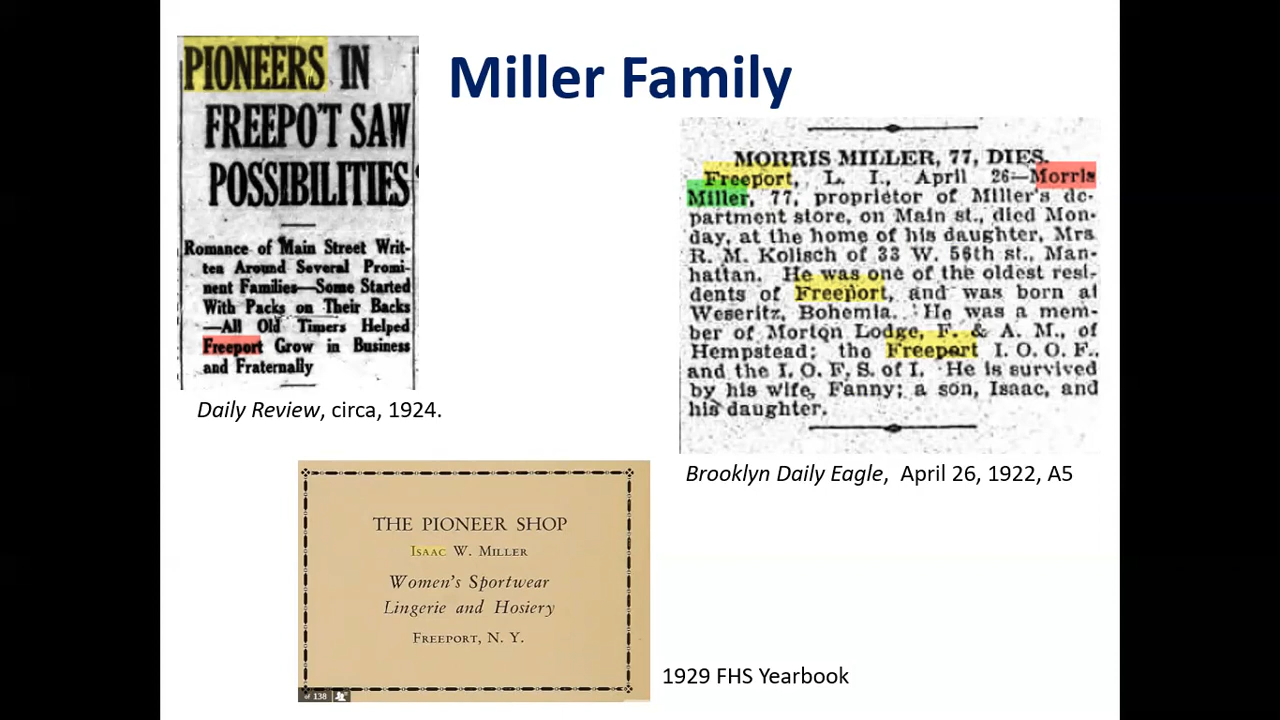 Miller Family
PIONEERS IN
FREEPO'T SAW
POSSIBILITIES
Romance of Main Street Writ-
ten Around Several Promi-
nent Families—Some Started
With Packs on Their Backs
—All Old Timers Helped
Freeport Grow in Business
and Fraternally
Daily Review, circa, 1924.
MORRIS MILLER, 77, DIES.
Freeport, L. I., April 26—Morris
Miller, 77, proprietor of Miller's de-
partment store, on Main st., died Mon-
day, at the home of his daughter, Mrs.
R. M. Kolisch of 33 W. 56th st., Man-
hattan. He was one of the oldest resi-
dents of Freeport, and was born at
Weseritz, Bohemia. He was a mem-
ber of Morton Lodge, F. & A. M., of
Hempstead; the Freeport I. O. O. F.,
and the I. O. F. S. of I. He is survived
by his wife, Fanny; a son, Isaac, and
his daughter.
Brooklyn Daily Eagle, April 26, 1922, A5
THE PIONEER SHOP
ISAAC W. MILLER
Women's Sportwear
Lingerie and Hosiery
FREEPORT, N. Y.
of 138
1929 FHS Yearbook